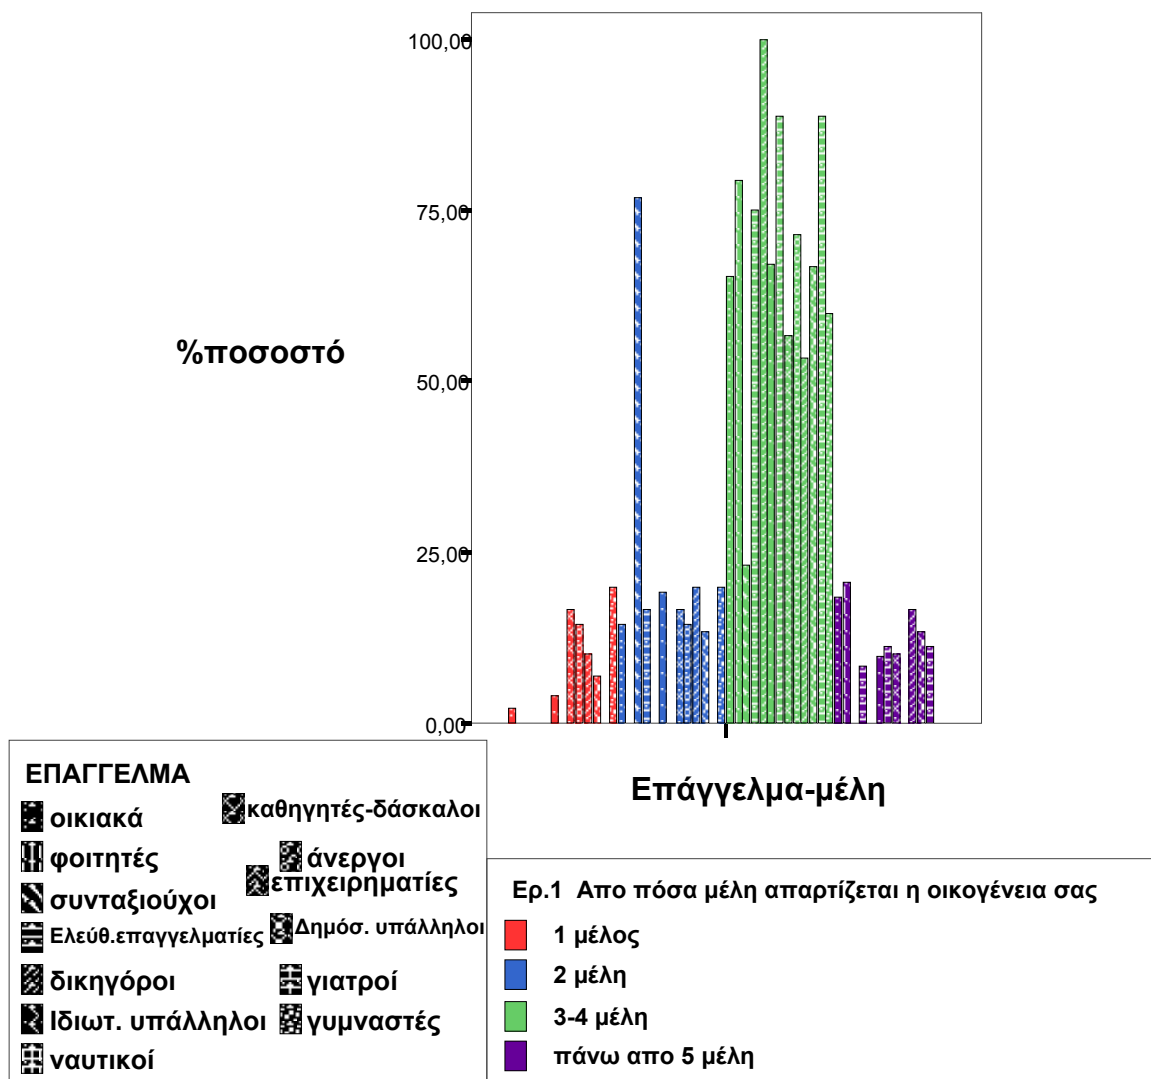 100,00
75,00
%ποσοστό
50,00
25,00
0,00
Επάγγελμα-μέλη
ΕΠΑΓΓΕΛΜΑ
οικιακά
καθηγητές-δάσκαλοι
φοιτητές
άνεργοι
επιχειρηματίες
συνταξιούχοι
Ελεύθ.επαγγελματίες
Δημόσ. υπάλληλοι
δικηγόροι
γιατροί
Ιδιωτ. υπάλληλοι
γυμναστές
ναυτικοί
Ερ.1 Απο πόσα μέλη απαρτίζεται η οικογένεια σας
1 μέλος
2 μέλη
3-4 μέλη
πάνω απο 5 μέλη